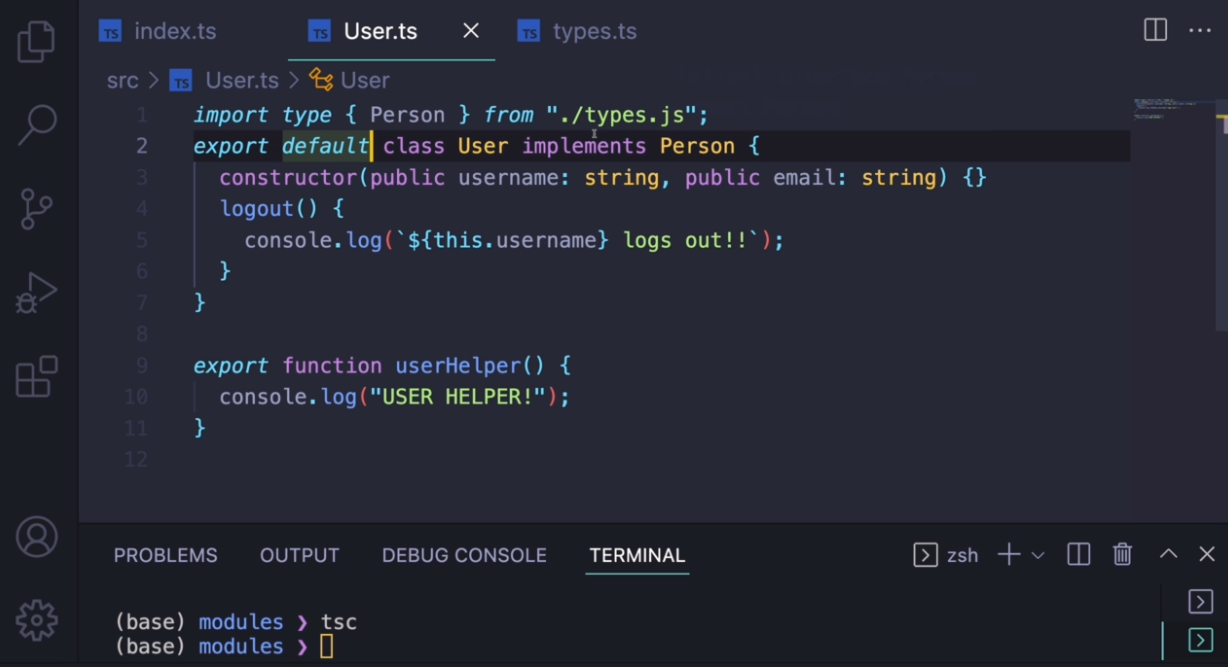 TS index.ts
TS User.ts
TS types.ts
src > TS User.ts > User
1 import type { Person } from "./types.js";
2 export default class User implements Person {
3 constructor(public username: string, public email: string) {}
4 logout() {
5 console.log(`${this.username} logs out!!`);
6 }
7 }
8
9 export function userHelper() {
10 console.log("USER HELPER!");
11 }
12
PROBLEMS OUTPUT DEBUG CONSOLE TERMINAL zsh
(base) modules ❯ tsc
(base) modules ❯